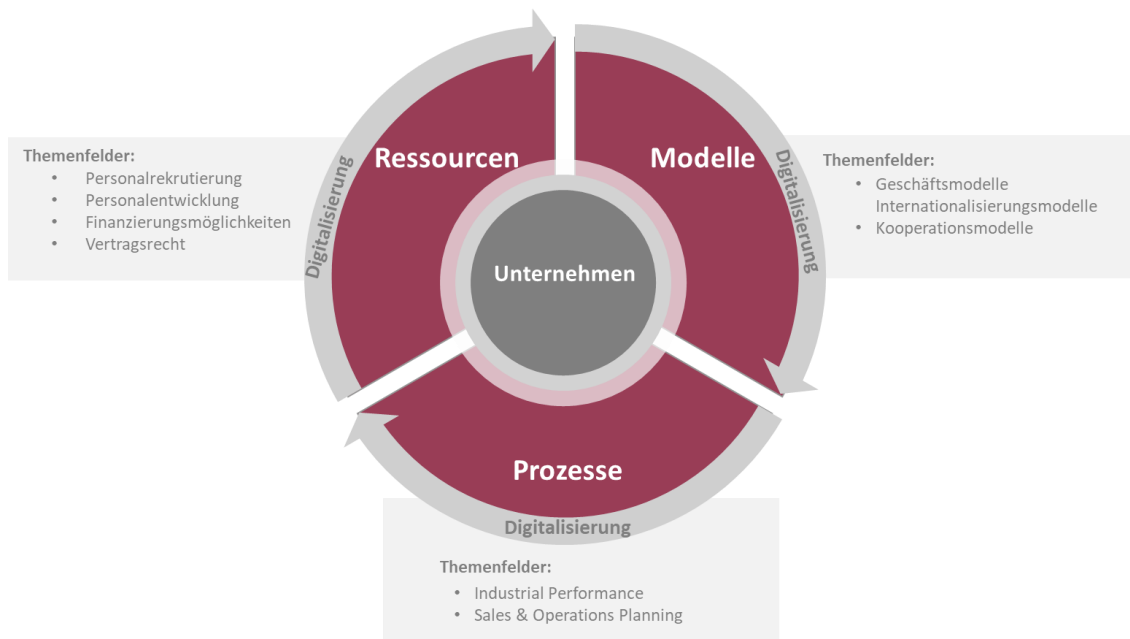 Ressourcen
Modelle
Unternehmen
Prozesse
Digitalisierung
Digitalisierung
Digitalisierung
Themenfelder:
• Personalrekrutierung
• Personalentwicklung
• Finanzierungsmöglichkeiten
• Vertragsrecht
Themenfelder:
• Geschäftsmodelle
Internationalisierungsmodelle
• Kooperationsmodelle
Themenfelder:
• Industrial Performance
• Sales & Operations Planning